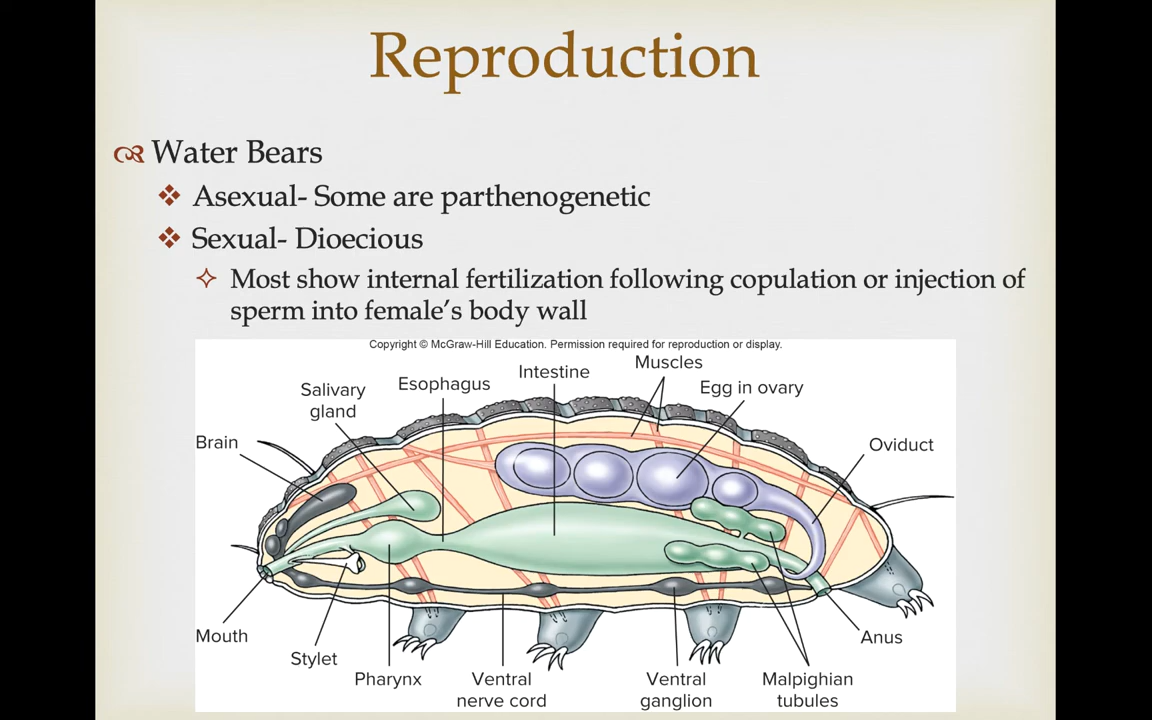 Reproduction
Water Bears
Asexual- Some are parthenogenetic
Sexual- Dioecious
Most show internal fertilization following copulation or injection of
sperm into female's body wall
Copyright © McGraw-Hill Education. Permission required for reproduction or display.
Muscles
Intestine
Esophagus
Egg in ovary
Salivary
gland
Brain
Oviduct
Mouth
Anus
Stylet
Pharynx
Ventral
nerve cord
Ventral
ganglion
Malpighian
tubules